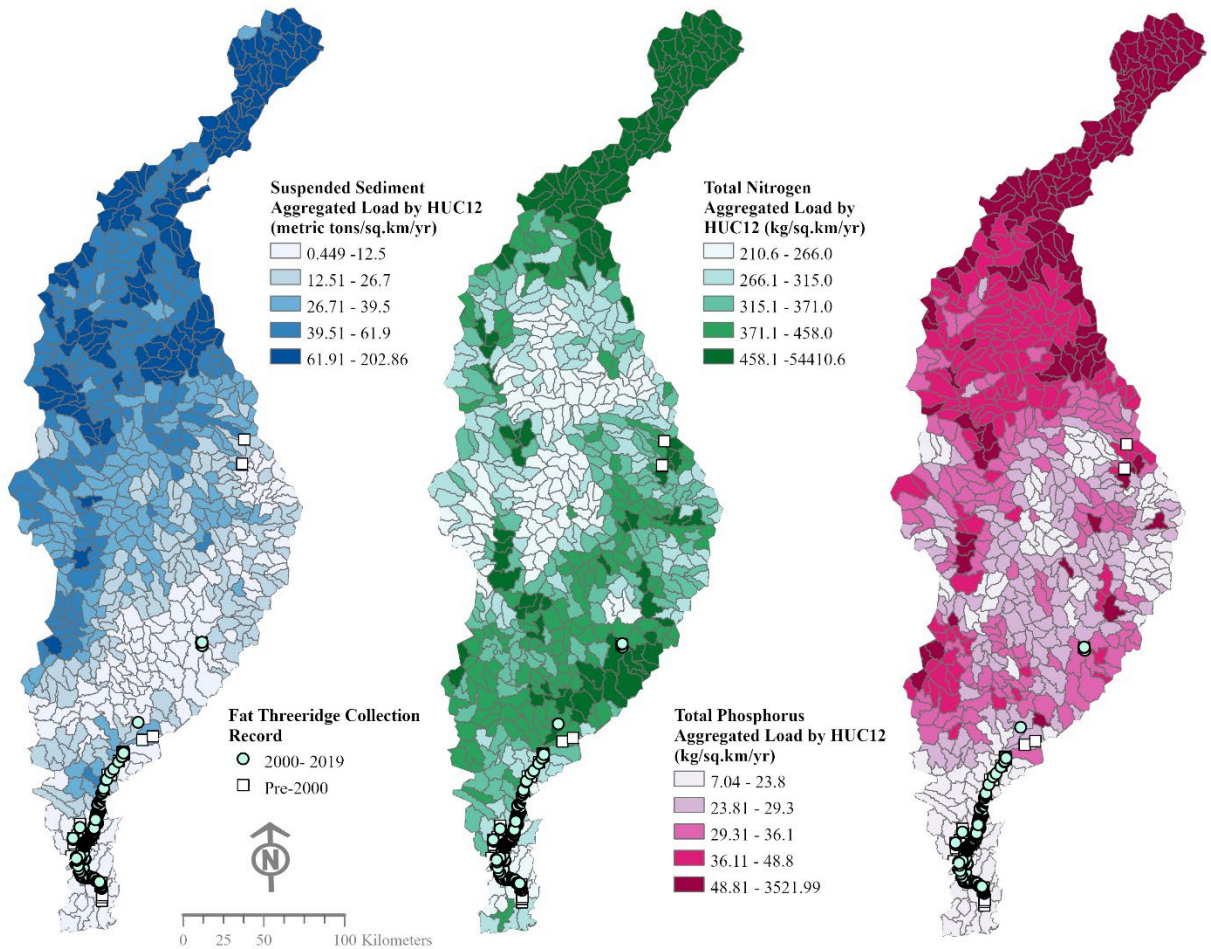 Suspended Sediment
Aggregated Load by HUC12
(metric tons/sq.km/yr)
0.449 -12.5
12.51 - 26.7
26.71 - 39.5
39.51 - 61.9
61.91 - 202.86
Total Nitrogen
Aggregated Load by
HUC12 (kg/sq.km/yr)
210.6 - 266.0
266.1 - 315.0
315.1 - 371.0
371.1 - 458.0
458.1 -54410.6
Fat Threeridge Collection
Record
2000- 2019
Pre-2000
N
0 25 50 100 Kilometers
Total Phosphorus
Aggregated Load by HUC12
(kg/sq.km/yr)
7.04 - 23.8
23.81 - 29.3
29.31 - 36.1
36.11 - 48.8
48.81 - 3521.99